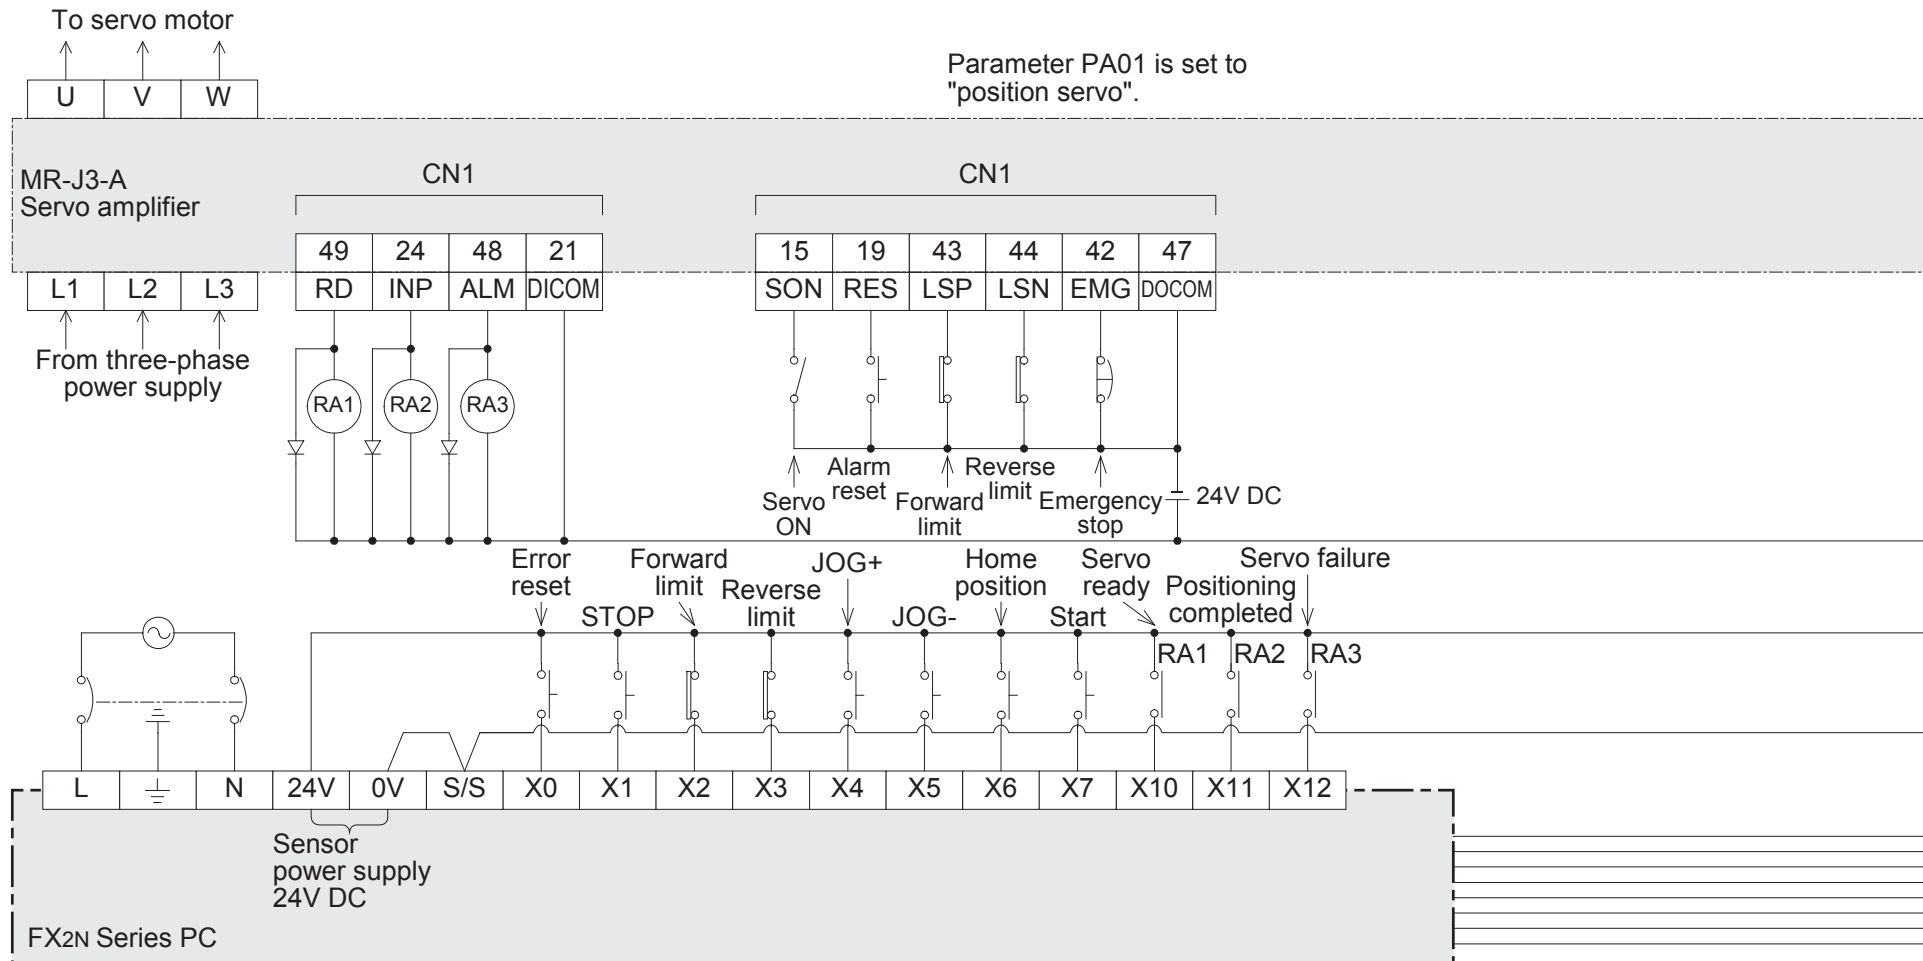 To servo motor
Parameter PA01 is set to
"position servo".
U V W
MR-J3-A
Servo amplifier
CN1 CN1
49 24 48 21 15 19 43 44 42 47
L1 L2 L3 RD INP ALM DICOM SON RES LSP LSN EMG DOCOM
From three-phase
power supply
RA1 RA2 RA3
Servo
ON
Alarm
reset
Forward
limit
Reverse
limit
Emergency
stop
24V DC
Error
reset
STOP
Forward
limit
Reverse
limit
JOG+
JOG-
Home
position
Start
Servo
ready
Positioning
completed
Servo failure
RA1 RA2 RA3
L N 24V 0V S/S X0 X1 X2 X3 X4 X5 X6 X7 X10 X11 X12
Sensor
power supply
24V DC
FX2N Series PC